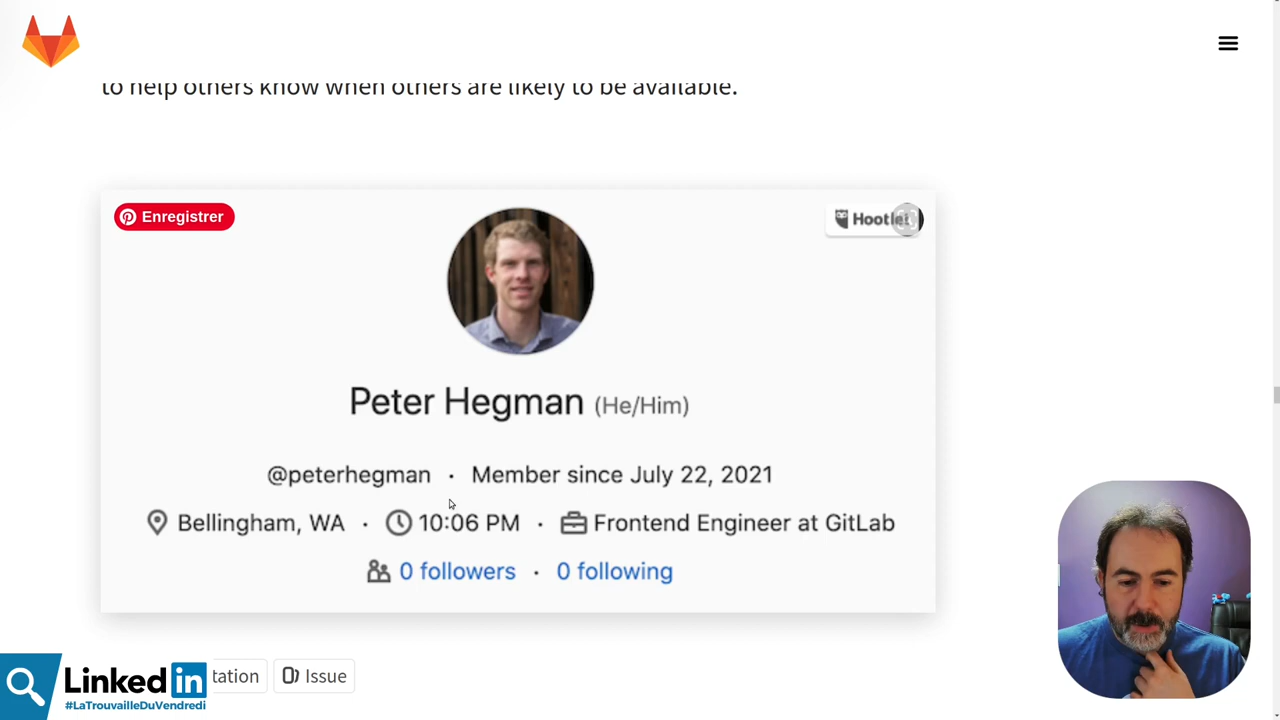 to help others know when others are likely to be available.
Enregistrer
Hootlet
Peter Hegman (He/Him)
@peterhegman · Member since July 22, 2021
Bellingham, WA · 10:06 PM · Frontend Engineer at GitLab
0 followers · 0 following
tation
Issue
Linked in
#LaTrouvailleDuVendredi